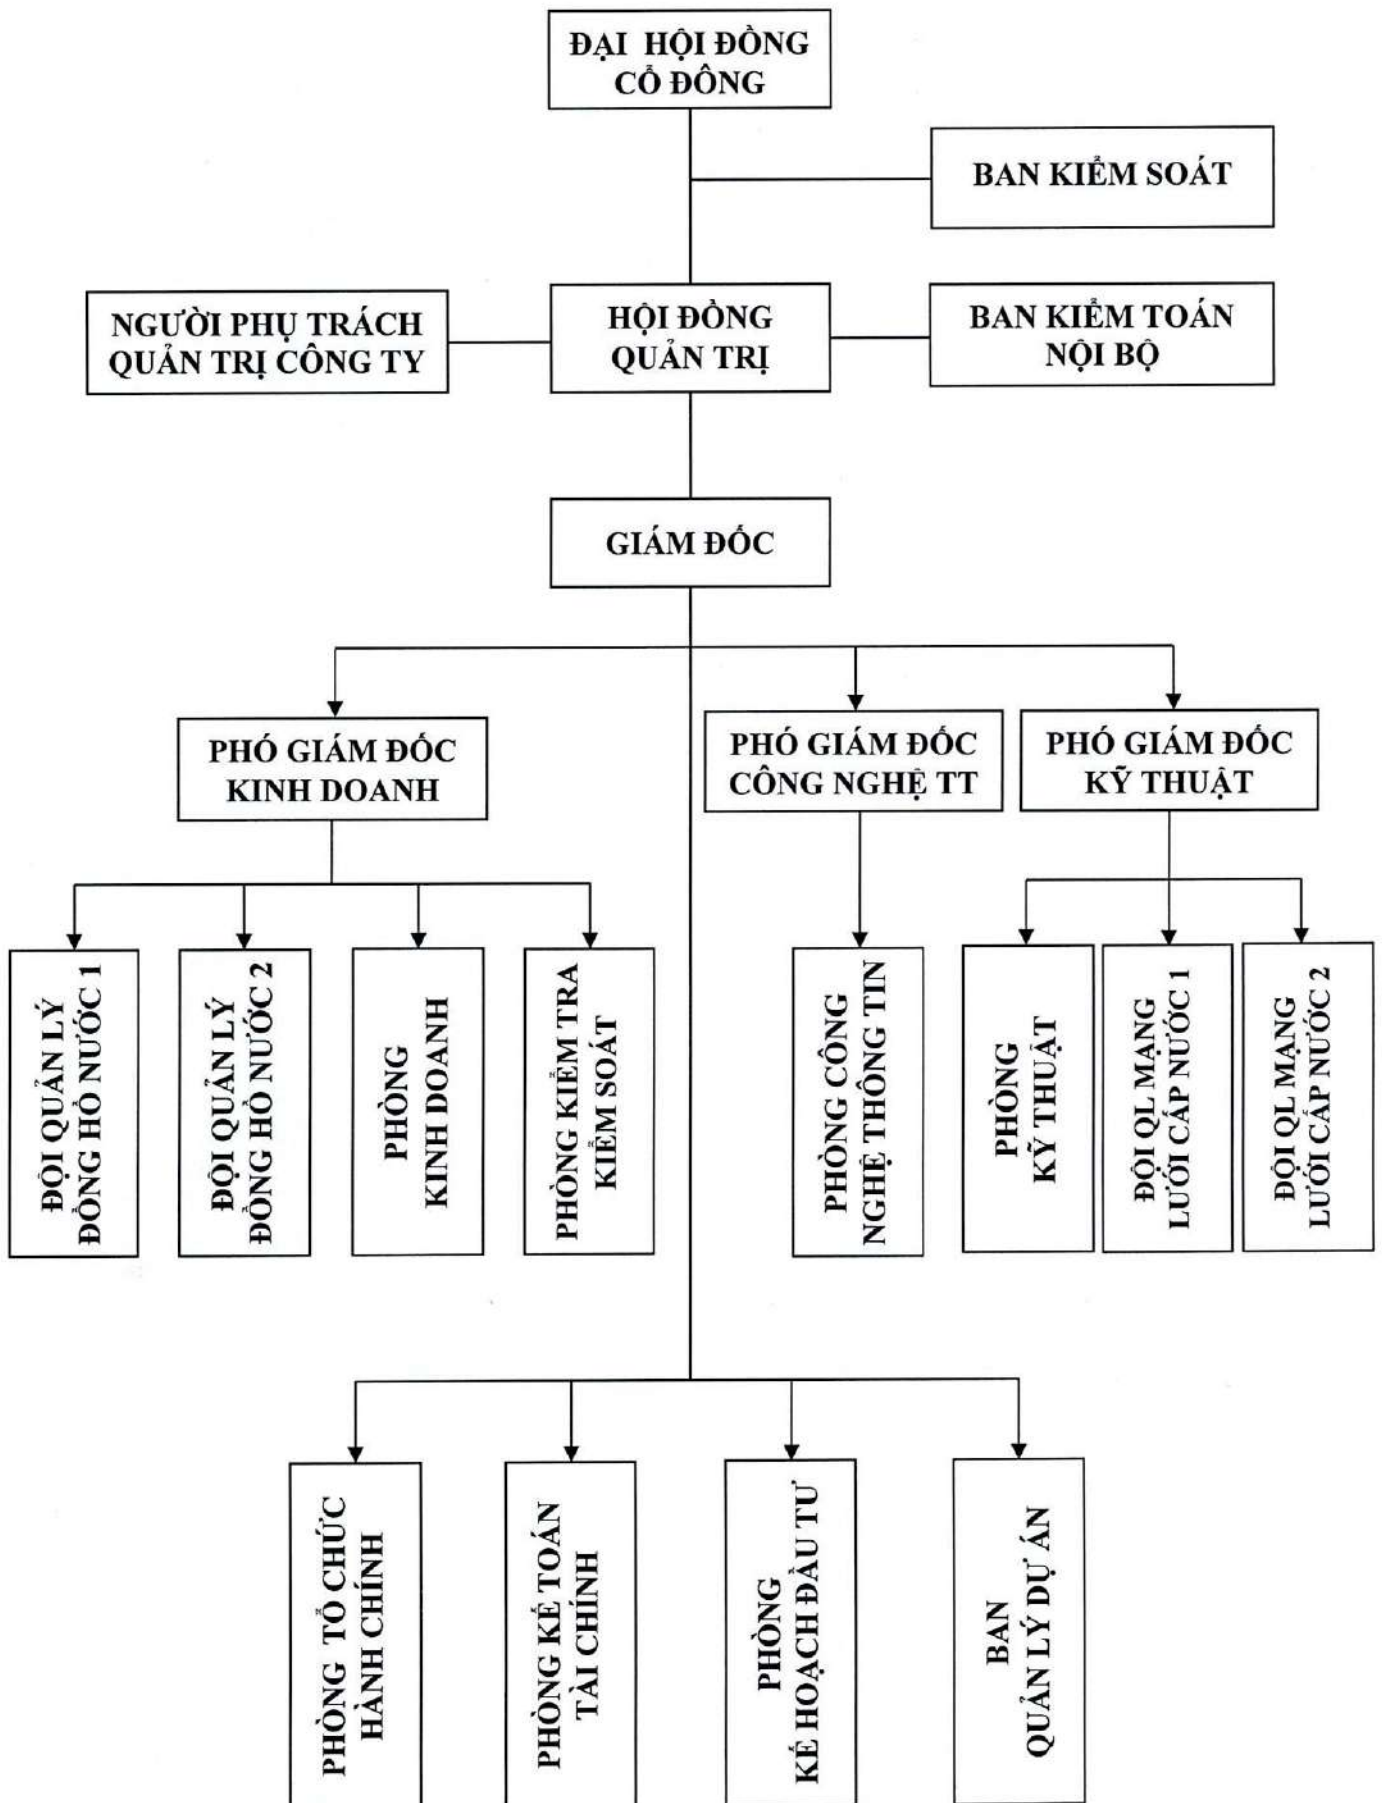 ĐẠI HỘI ĐỒNG
CỔ ĐÔNG
BAN KIỂM SOÁT
NGƯỜI PHỤ TRÁCH
QUẢN TRỊ CÔNG TY
HỘI ĐỒNG
QUẢN TRỊ
BAN KIỂM TOÁN
NỘI BỘ
GIÁM ĐỐC
PHÓ GIÁM ĐỐC
KINH DOANH
PHÓ GIÁM ĐỐC
CÔNG NGHỆ TT
PHÓ GIÁM ĐỐC
KỸ THUẬT
ĐỘI QUẢN LÝ
ĐỒNG HỒ NƯỚC 1
ĐỘI QUẢN LÝ
ĐỒNG HỒ NƯỚC 2
PHÒNG
KINH DOANH
PHÒNG KIỂM TRA
KIỂM SOÁT
PHÒNG CÔNG
NGHỆ THÔNG TIN
PHÒNG
KỸ THUẬT
ĐỘI QL MẠNG
LƯỚI CẤP NƯỚC 1
ĐỘI QL MẠNG
LƯỚI CẤP NƯỚC 2
PHÒNG TỔ CHỨC
HÀNH CHÍNH
PHÒNG KẾ TOÁN
TÀI CHÍNH
PHÒNG
KẾ HOẠCH ĐẦU TƯ
BAN
QUẢN LÝ DỰ ÁN